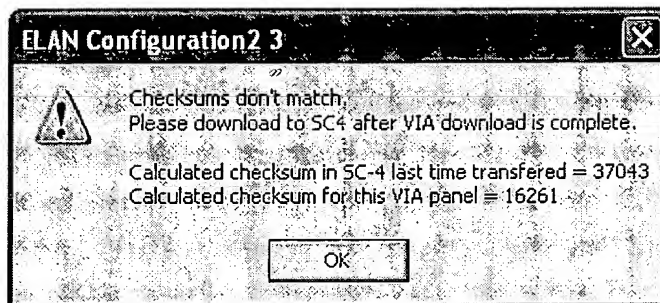 ELAN Configuration2 3
Checksums don't match.
Please download to SC4 after VIA download is complete.
Calculated checksum in SC-4 last time transfered = 37043
Calculated checksum for this VIA panel = 16261
OK